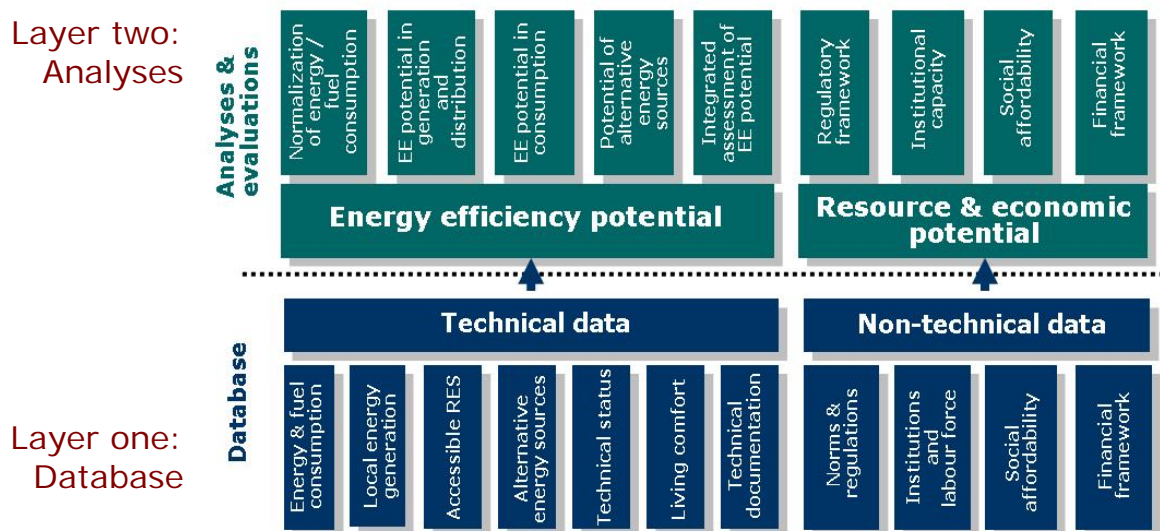 Layer two:
Analyses
Analyses &
evaluations
Normalization
of energy /
fuel
consumption
EE potential in
generation
and
distribution
EE potential in
consumption
Potential of
alternative
energy
sources
Integrated
assessment of
EE potential
Regulatory
framework
Institutional
capacity
Social
affordability
Financial
framework
Energy efficiency potential
Resource & economic
potential
Technical data
Non-technical data
Layer one:
Database
Database
Energy & fuel
consumption
Local energy
generation
Accessible RES
Alternative
energy sources
Technical status
Living comfort
Technical
documentation
Norms &
regulations
Institutions
and
labour force
Social
affordability
Financial
framework